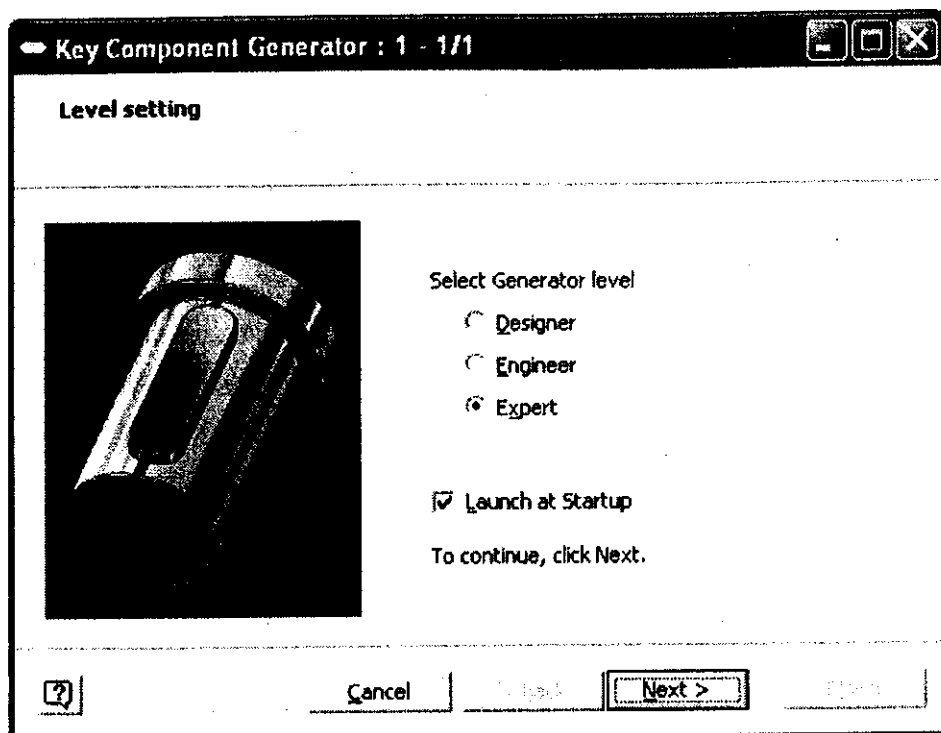 Key Component Generator : 1 - 1/1
Level setting
Select Generator level
Designer
Engineer
Expert
Launch at Startup
To continue, click Next.
Cancel
Next >